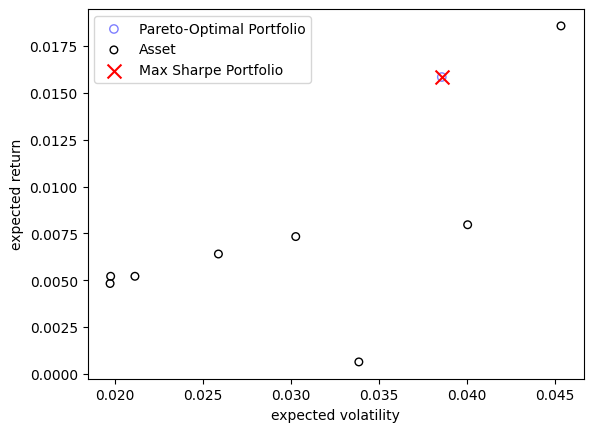 Pareto-Optimal Portfolio
Asset
Max Sharpe Portfolio
expected return
0.0175
0.0150
0.0125
0.0100
0.0075
0.0050
0.0025
0.0000
0.020
0.025
0.030
0.035
0.040
0.045
expected volatility